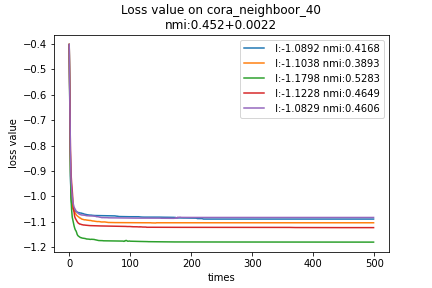 Loss value on cora_neighboor_40
nmi:0.452+0.0022
l:-1.0892 nmi:0.4168
l:-1.1038 nmi:0.3893
l:-1.1798 nmi:0.5283
l:-1.1228 nmi:0.4649
l:-1.0829 nmi:0.4606
loss value
−0.4
−0.5
−0.6
−0.7
−0.8
−0.9
−1.0
−1.1
−1.2
0 100 200 300 400 500
times